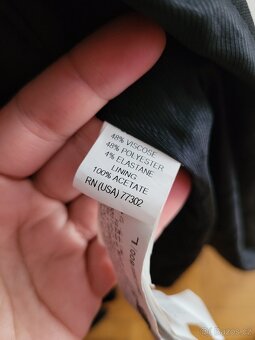 48% VISCOSE
48% POLYESTER
4% ELASTANE
LINING
100% ACETATE
RN (USA) 77302